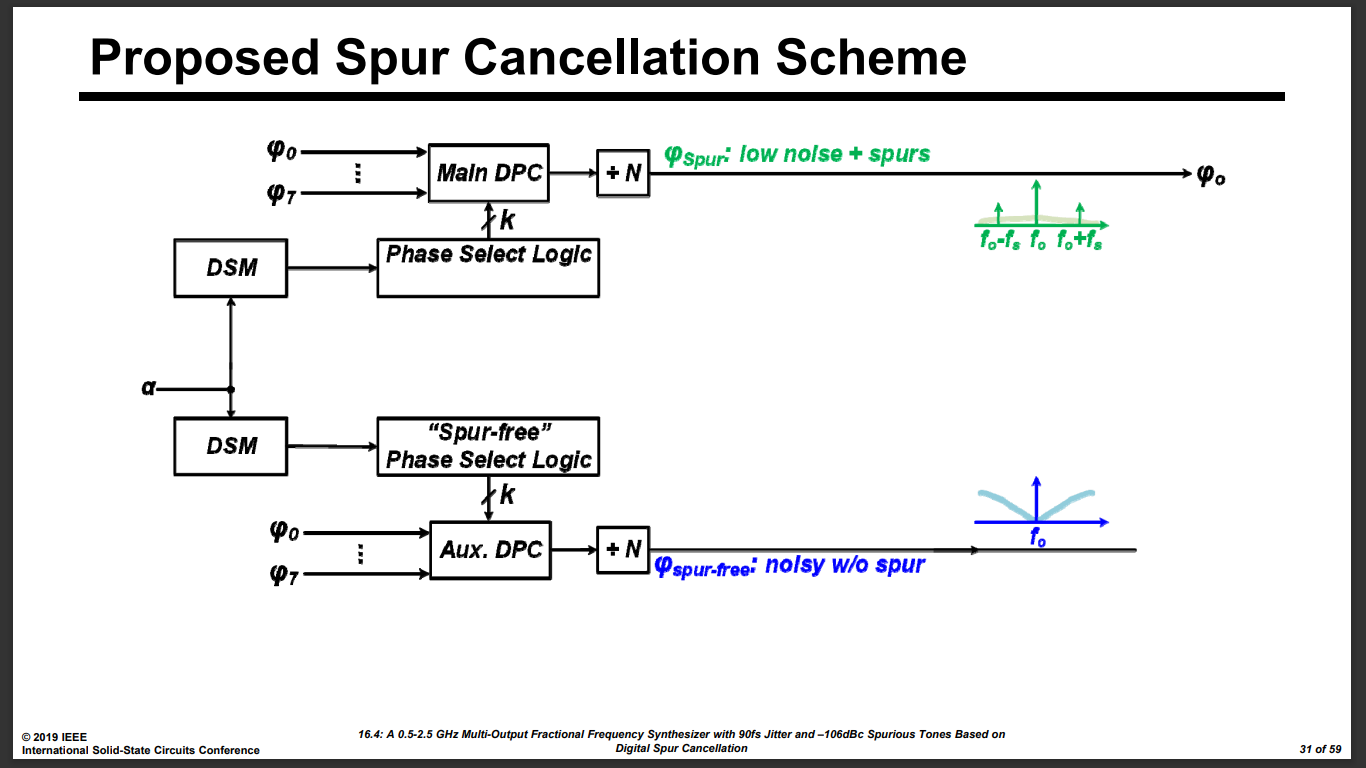 Proposed Spur Cancellation Scheme
φ0
Main DPC
÷ N
φSpur: low noise + spurs
φo
φ7
k
fo-fs fo fo+fs
DSM
Phase Select Logic
α
DSM
“Spur-free”
Phase Select Logic
k
φ0
Aux. DPC
÷ N
fo
φspur-free: noisy w/o spur
φ7
© 2019 IEEE
International Solid-State Circuits Conference
16.4: A 0.5-2.5 GHz Multi-Output Fractional Frequency Synthesizer with 90fs Jitter and –106dBc Spurious Tones Based on
Digital Spur Cancellation
31 of 59